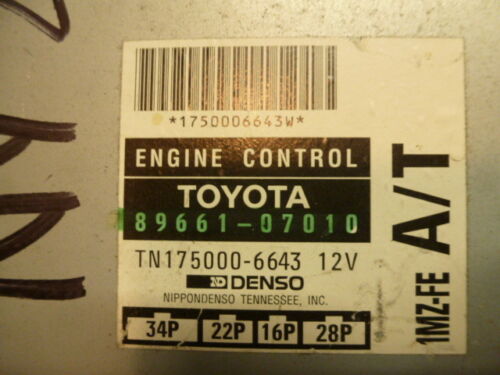 *1750006643W*
ENGINE CONTROL
TOYOTA
89661-07010
TN175000-6643 12V
ND DENSO
NIPPONDENSO TENNESSEE, INC.
34P 22P 16P 28P
1MZ-FE A/T